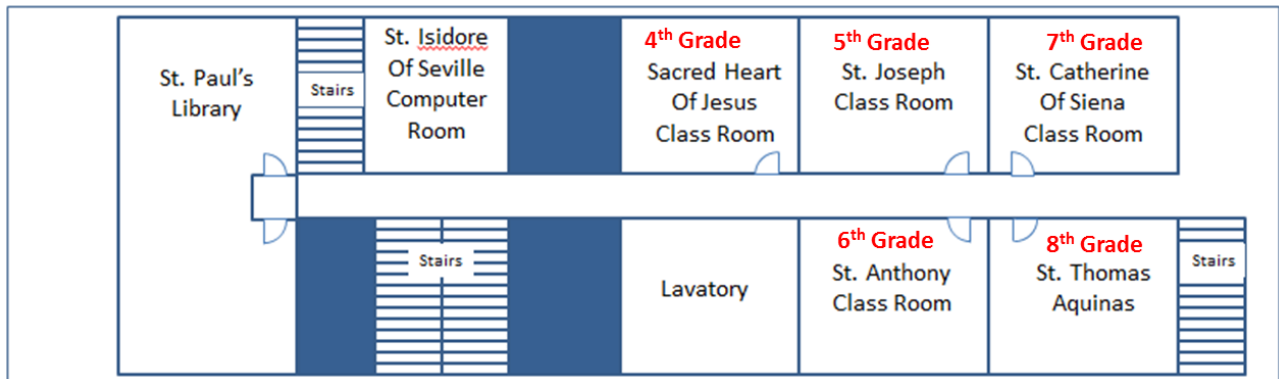 St. Paul's
Library
Stairs
St. Isidore
Of Seville
Computer
Room
4th Grade
Sacred Heart
Of Jesus
Class Room
5th Grade
St. Joseph
Class Room
7th Grade
St. Catherine
Of Siena
Class Room
Stairs
Lavatory
6th Grade
St. Anthony
Class Room
8th Grade
St. Thomas
Aquinas
Stairs